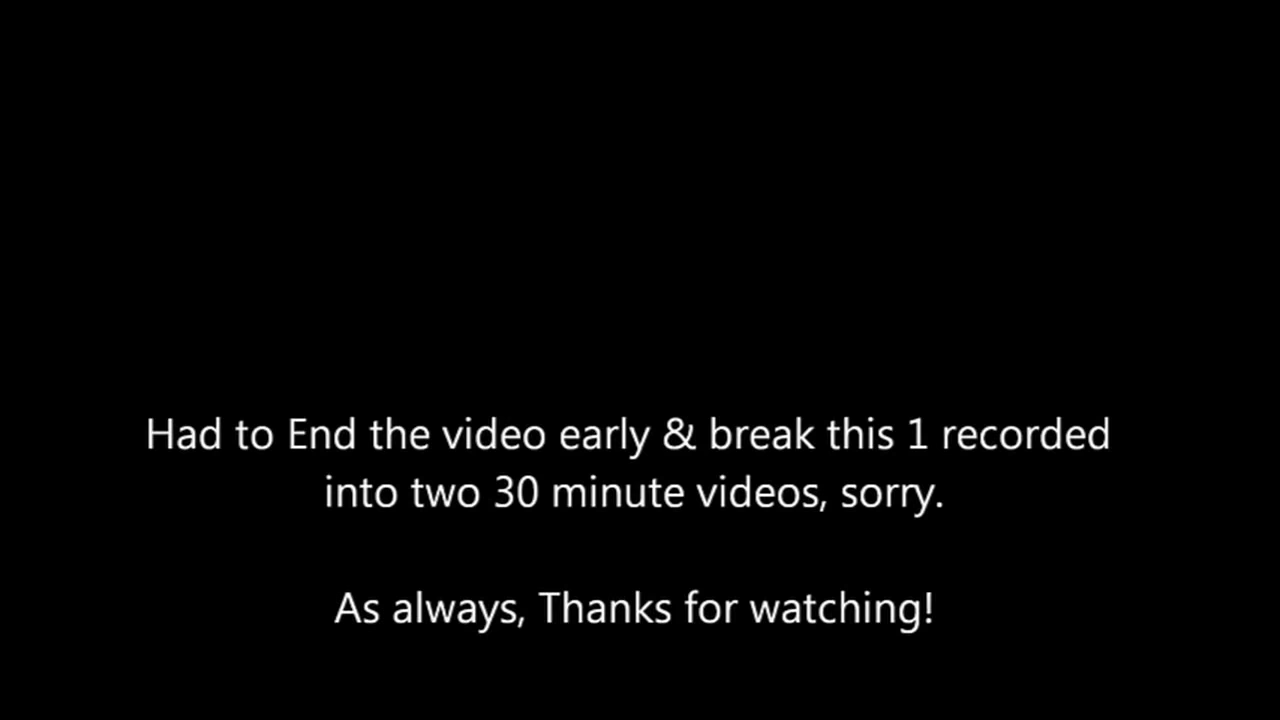 Had to End the video early & break this 1 recorded
into two 30 minute videos, sorry.
As always, Thanks for watching!